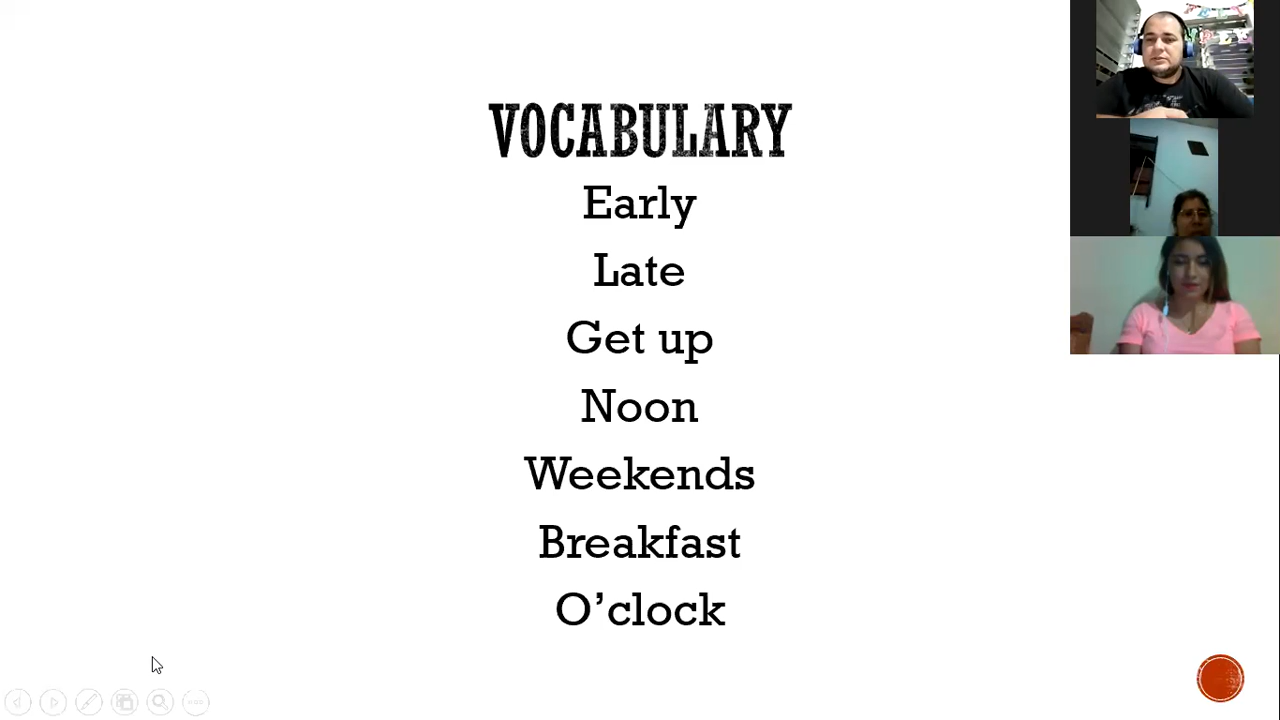 VOCABULARY
Early
Late
Get up
Noon
Weekends
Breakfast
O’clock